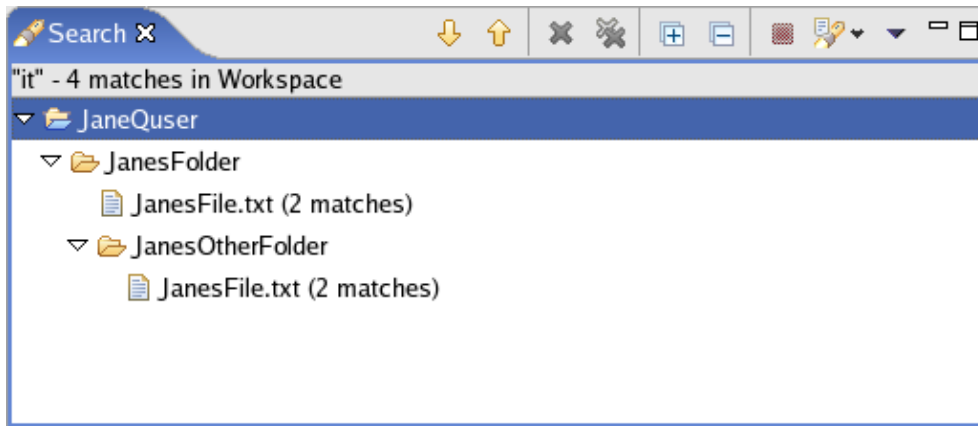 Search
"it" - 4 matches in Workspace
JaneQuser
JanesFolder
JanesFile.txt (2 matches)
JanesOtherFolder
JanesFile.txt (2 matches)